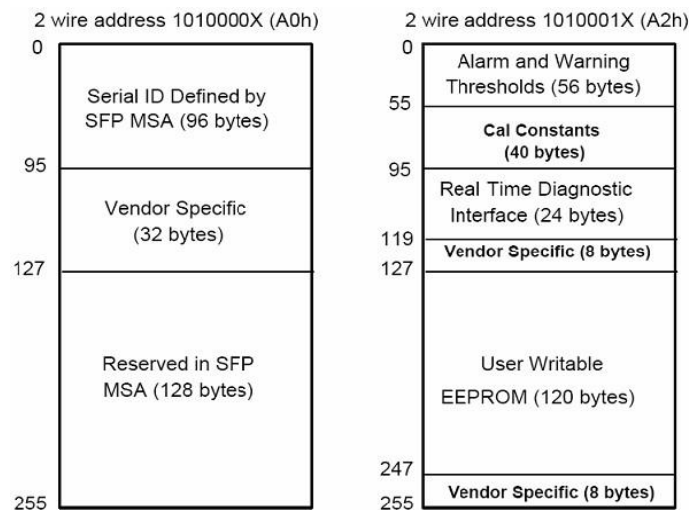 2 wire address 1010000X (A0h)
0
Serial ID Defined by
SFP MSA (96 bytes)
95
Vendor Specific
(32 bytes)
127
Reserved in SFP
MSA (128 bytes)
255
2 wire address 1010001X (A2h)
0
Alarm and Warning
Thresholds (56 bytes)
55
Cal Constants
(40 bytes)
95
Real Time Diagnostic
Interface (24 bytes)
119
Vendor Specific (8 bytes)
127
User Writable
EEPROM (120 bytes)
247
Vendor Specific (8 bytes)
255